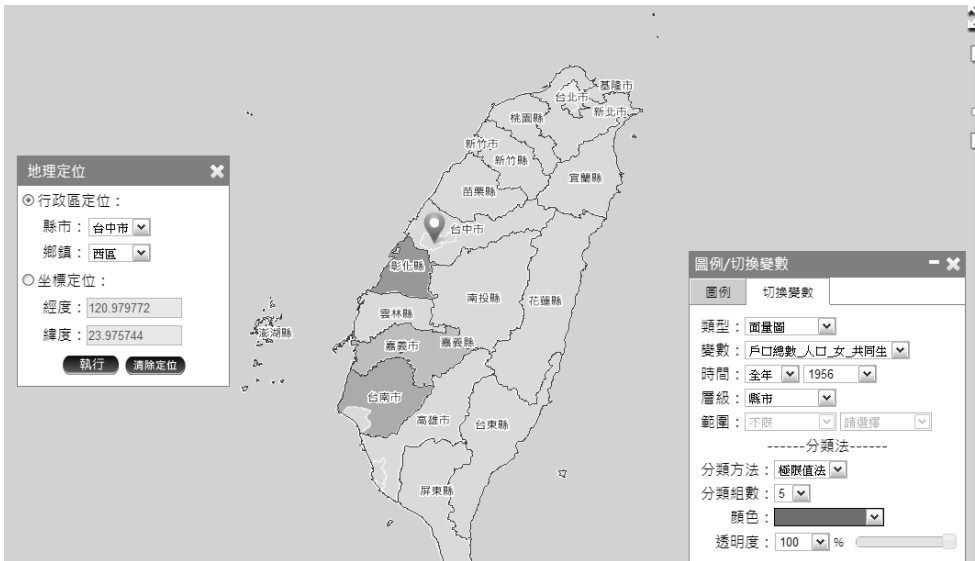 基隆市
台北市
新北市
桃園縣
新竹市
新竹縣
宜蘭縣
苗栗縣
台中市
彰化縣
南投縣
花蓮縣
雲林縣
澎湖縣
嘉義市
嘉義縣
台南市
高雄市
台東縣
屏東縣
地理定位
行政區定位：
縣市： 台中市
鄉鎮： 西區
坐標定位：
經度： 120.979772
緯度： 23.975744
執行 清除定位
圖例/切換變數
圖例 切換變數
類型： 面量圖
變數： 戶口總數_人口_女_共同生
時間： 全年 1956
層級： 縣市
範圍： 不限 請選擇
------分類法------
分類方法： 極限值法
分類組數： 5
顏色：
透明度： 100 %